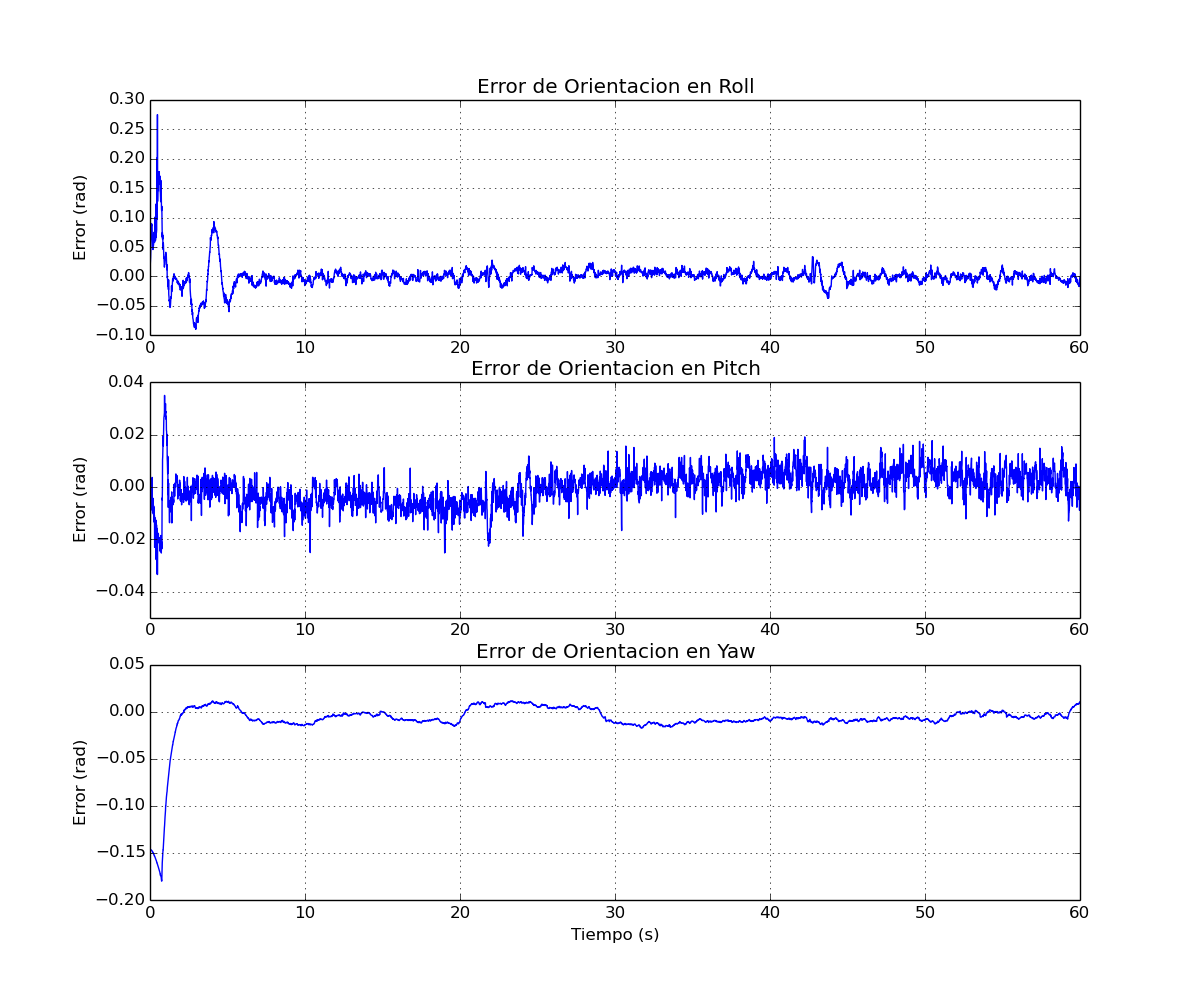 Error de Orientacion en Roll
Error (rad)
0.30
0.25
0.20
0.15
0.10
0.05
0.00
−0.05
−0.10
0 10 20 30 40 50 60
Error de Orientacion en Pitch
Error (rad)
0.04
0.02
0.00
−0.02
−0.04
0 10 20 30 40 50 60
Error de Orientacion en Yaw
Error (rad)
0.05
0.00
−0.05
−0.10
−0.15
−0.20
0 10 20 30 40 50 60
Tiempo (s)